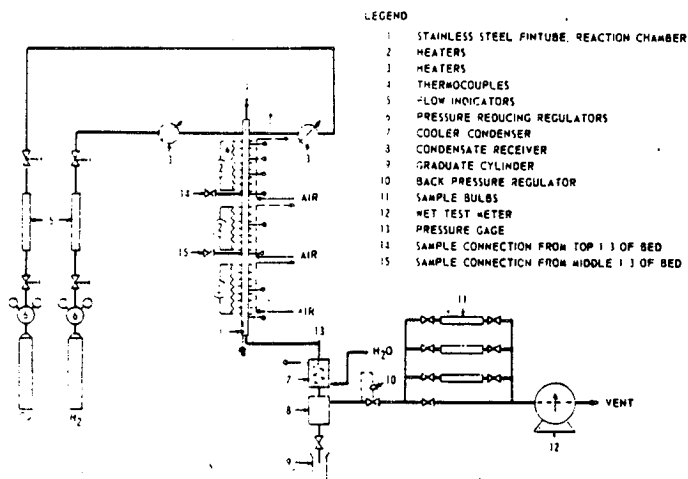 LEGEND
1 STAINLESS STEEL FINTUBE, REACTION CHAMBER
2 HEATERS
3 HEATERS
4 THERMOCOUPLES
5 FLOW INDICATORS
6 PRESSURE REDUCING REGULATORS
7 COOLER CONDENSER
8 CONDENSATE RECEIVER
9 GRADUATE CYLINDER
10 BACK PRESSURE REGULATOR
11 SAMPLE BULBS
12 WET TEST METER
13 PRESSURE GAGE
14 SAMPLE CONNECTION FROM TOP 1 3 OF BED
15 SAMPLE CONNECTION FROM MIDDLE 1 3 OF BED
3
3
14
AIR
5
15
AIR
AIR
6
6
13
11
H2O
7
10
8
VENT
H2
12
9